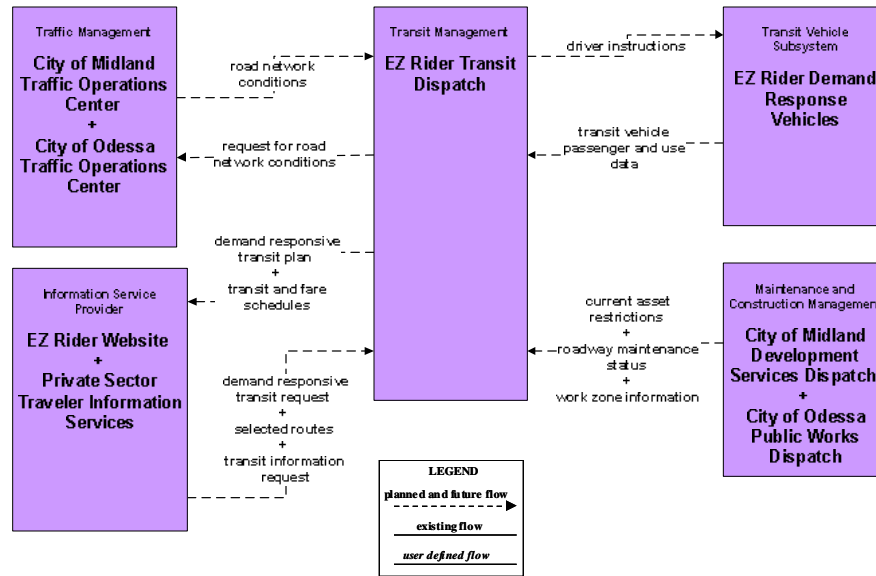 Traffic Management
City of Midland
Traffic Operations
Center
+
City of Odessa
Traffic Operations
Center
road network
conditions
request for road
network conditions
Transit Management
EZ Rider Transit
Dispatch
driver instructions
transit vehicle
passenger and use
data
Transit Vehicle
Subsystem
EZ Rider Demand
Response
Vehicles
Information Service
Provider
EZ Rider Website
+
Private Sector
Traveler Information
Services
demand responsive
transit plan
+
transit and fare
schedules
demand responsive
transit request
+
selected routes
+
transit information
request
current asset
restrictions
+
roadway maintenance
status
+
work zone information
Maintenance and
Construction Management
City of Midland
Development
Services Dispatch
+
City of Odessa
Public Works
Dispatch
LEGEND
planned and future flow
existing flow
user defined flow